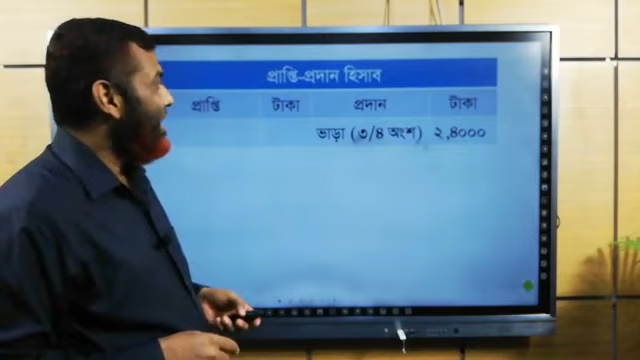 প্রাপ্তি-প্রদান হিসাব
প্রাপ্তি টাকা প্রদান টাকা
ভাড়া (৩/৪ অংশ) ২,৪০০০